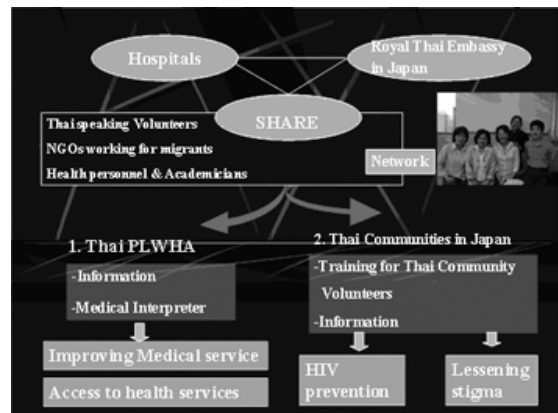 Hospitals
Royal Thai Embassy
in Japan
SHARE
Thai speaking Volunteers
NGOs working for migrants
Health personnel & Academicians
Network
1. Thai PLWHA
-Information
-Medical Interpreter
Improving Medical service
Access to health services
2. Thai Communities in Japan
-Training for Thai Community
Volunteers
-Information
HIV
prevention
Lessening
stigma